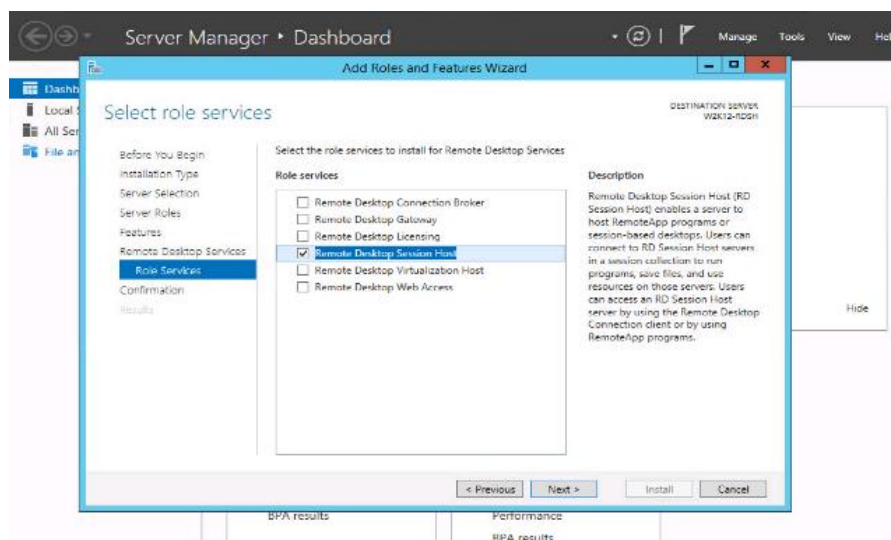 Server Manager ‣ Dashboard
Manage Tools View Hel
Add Roles and Features Wizard
Dashb
Local S
All Ser
File an
Select role services
DESTINATION SERVER
W2K12-RDSH
Before You Begin
Installation Type
Server Selection
Server Roles
Features
Remote Desktop Services
Role Services
Confirmation
Results
Select the role services to install for Remote Desktop Services
Role services
Remote Desktop Connection Broker
Remote Desktop Gateway
Remote Desktop Licensing
Remote Desktop Session Host
Remote Desktop Virtualization Host
Remote Desktop Web Access
Description
Remote Desktop Session Host (RD
Session Host) enables a server to
host RemoteApp programs or
session-based desktops. Users can
connect to RD Session Host servers
in a session collection to run
programs, save files, and use
resources on those servers. Users
can access an RD Session Host
server by using the Remote Desktop
Connection client or by using
RemoteApp programs.
Hide
< Previous Next > Install Cancel
BPA results
Performance
BPA results